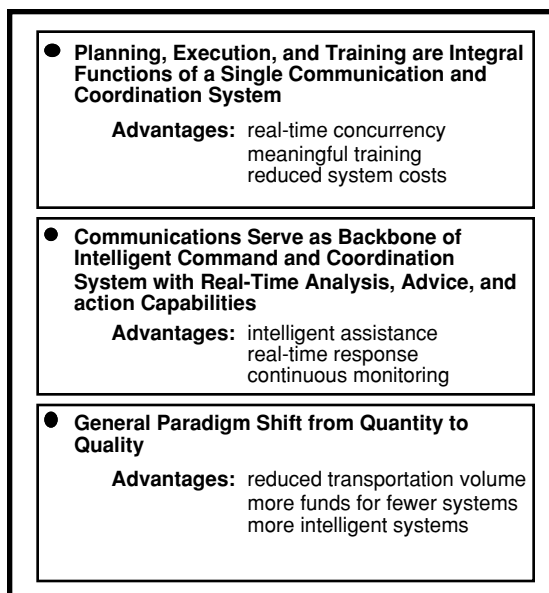 ● Planning, Execution, and Training are Integral
Functions of a Single Communication and
Coordination System
Advantages: real-time concurrency
meaningful training
reduced system costs
● Communications Serve as Backbone of
Intelligent Command and Coordination
System with Real-Time Analysis, Advice, and
action Capabilities
Advantages: intelligent assistance
real-time response
continuous monitoring
● General Paradigm Shift from Quantity to
Quality
Advantages: reduced transportation volume
more funds for fewer systems
more intelligent systems